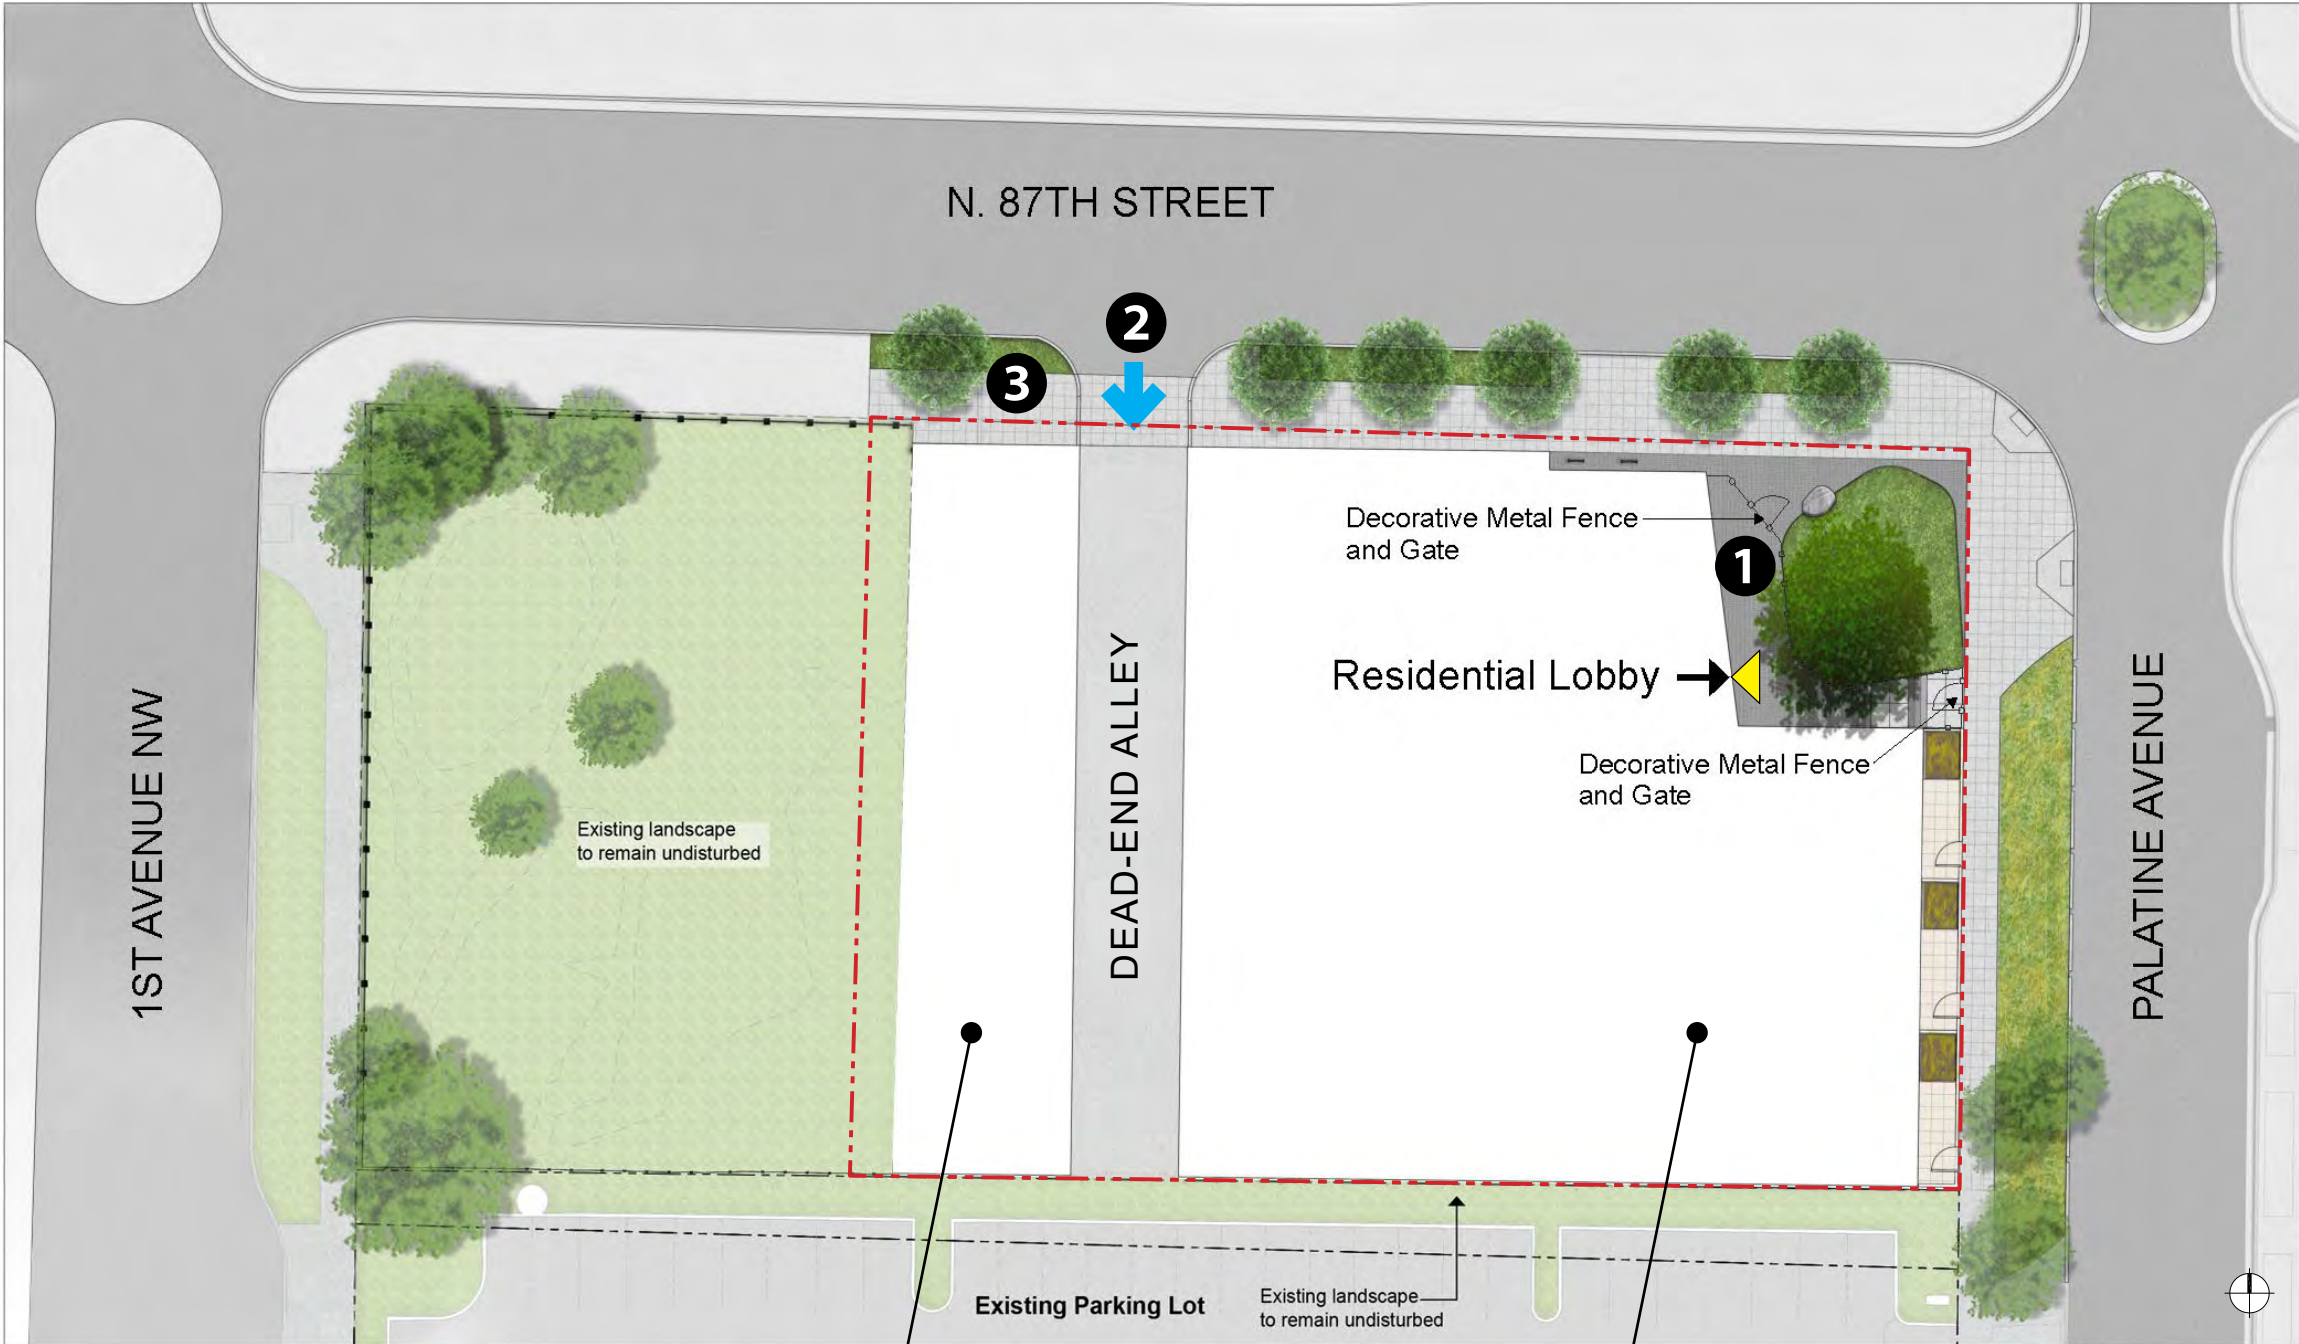 N. 87TH STREET
2
3
Decorative Metal Fence
and Gate
1
Residential Lobby
Decorative Metal Fence
and Gate
1ST AVENUE NW
DEAD-END ALLEY
PALATINE AVENUE
Existing landscape
to remain undisturbed
Existing Parking Lot
Existing landscape
to remain undisturbed